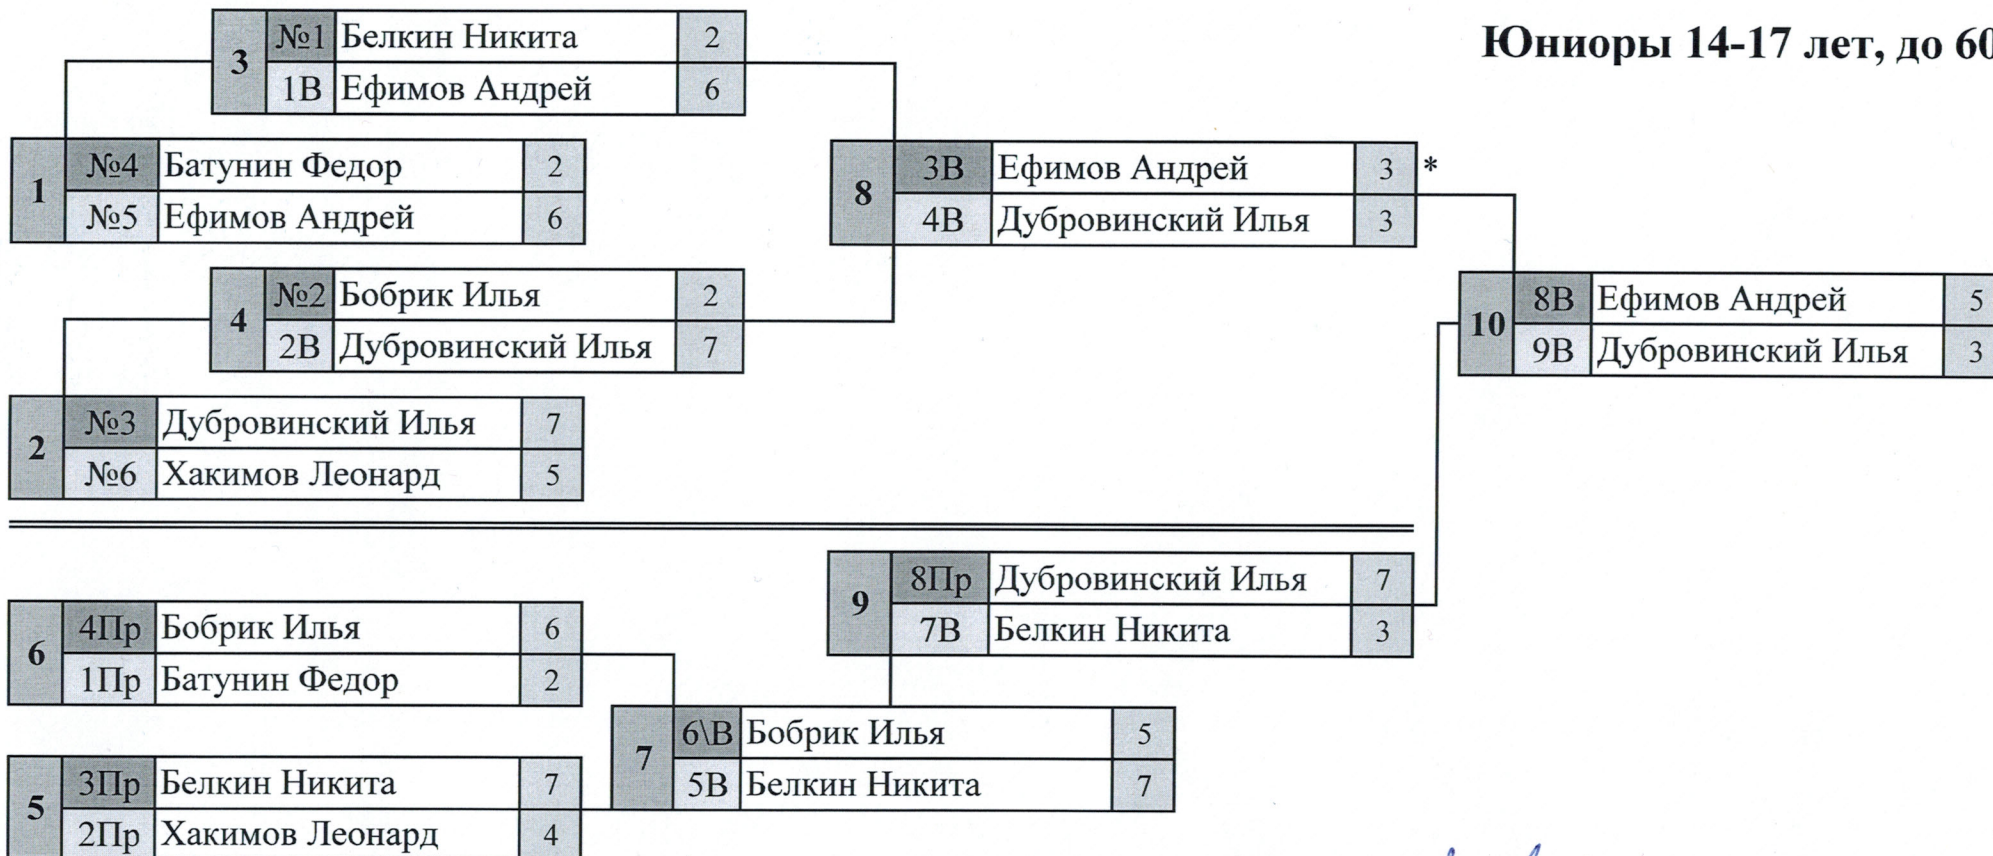 Юниоры 14-17 лет, до 60
3
№1 Белкин Никита 2
1В Ефимов Андрей 6
1
№4 Батунин Федор 2
№5 Ефимов Андрей 6
8
3В Ефимов Андрей 3 *
4В Дубровинский Илья 3
4
№2 Бобрик Илья 2
2В Дубровинский Илья 7
10
8В Ефимов Андрей 5
9В Дубровинский Илья 3
2
№3 Дубровинский Илья 7
№6 Хакимов Леонард 5
9
8Пр Дубровинский Илья 7
7В Белкин Никита 3
6
4Пр Бобрик Илья 6
1Пр Батунин Федор 2
7
6\В Бобрик Илья 5
5В Белкин Никита 7
5
3Пр Белкин Никита 7
2Пр Хакимов Леонард 4